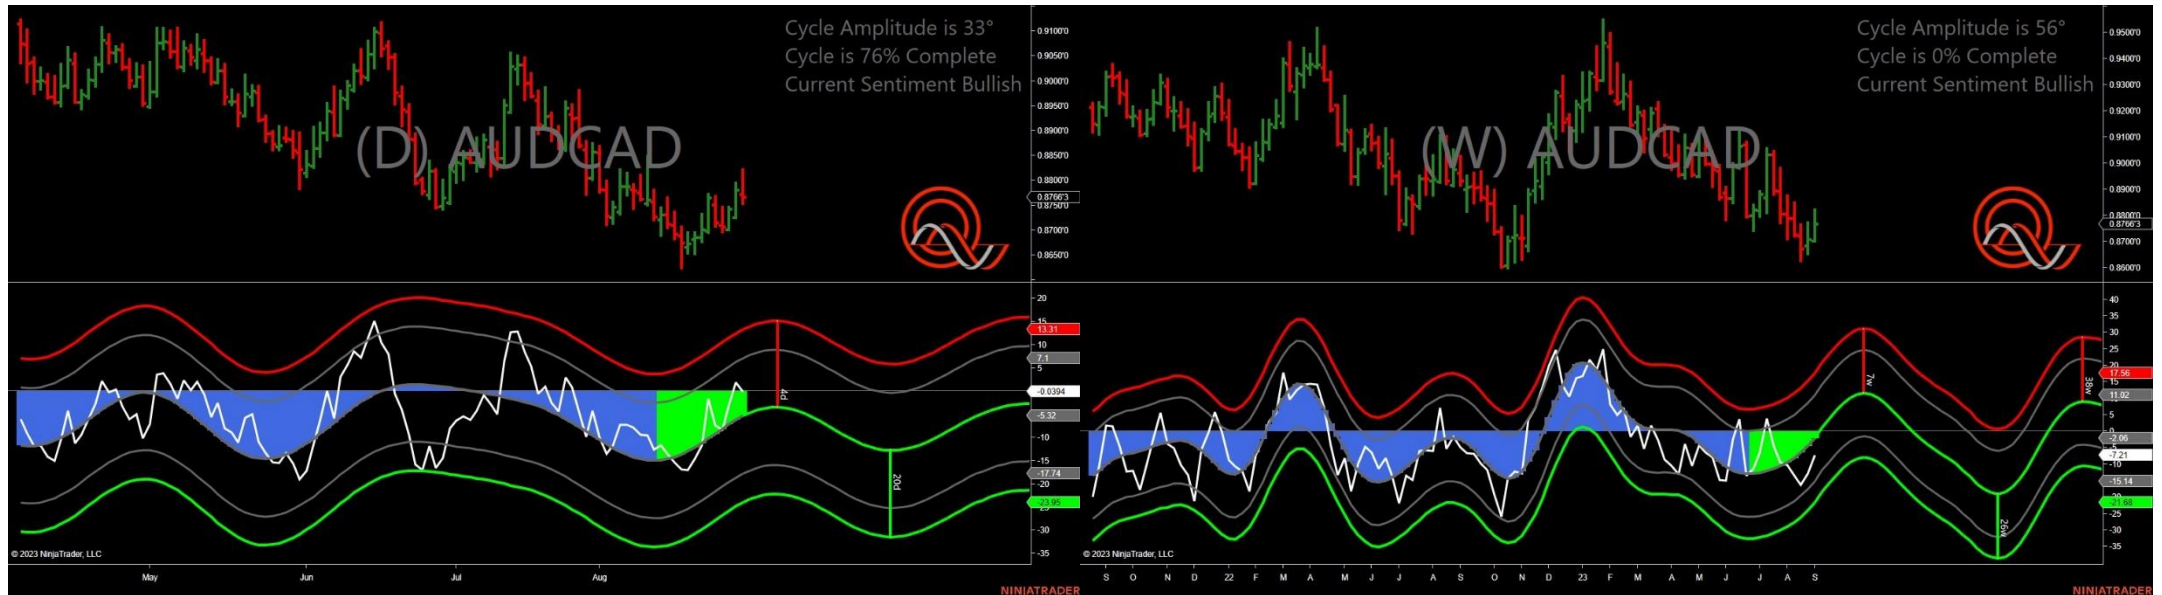 Cycle Amplitude is 33°
Cycle is 76% Complete
Current Sentiment Bullish
(D) AUDCAD
0.9100'0
0.9050'0
0.9000'0
0.8950'0
0.8900'0
0.8850'0
0.8800'0
0.8766'3
0.8750'0
0.8650'0
20
15
13.31
7.1
5
-0.0394
-5.32
-10
-15
-17.74
-20
-23.95
-30
-35
4d
20d
© 2023 NinjaTrader, LLC
May
Jun
Jul
Aug
NINJATRADER
Cycle Amplitude is 56°
Cycle is 0% Complete
Current Sentiment Bullish
(W) AUDCAD
0.9500'0
0.9400'0
0.9300'0
0.9200'0
0.9100'0
0.9000'0
0.8900'0
0.8800'0
0.8766'3
0.8700'0
0.8600'0
40
35
30
25
20
17.56
15
11.02
5
0
-2.06
-7.21
-10
-15.14
-21.68
-25
-30
-35
7w
26w
38w
© 2023 NinjaTrader, LLC
S
O
N
D
22
F
M
A
M
J
J
A
S
O
N
D
23
F
M
A
M
J
J
A
S
NINJATRADER